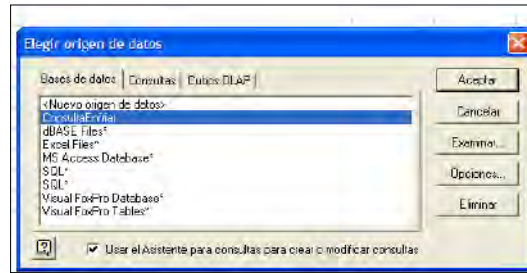 Elegir origen de datos
Bases de datos Consultas Cubos OLAP
Aceptar
<Nuevo origen de datos>
ConsultaEnviar
Cancelar
dBASE Files*
Excel Files*
Examinar...
MS Access Database*
SQL*
Opciones...
SQL*
Visual FoxPro Database*
Visual FoxPro Tables*
Eliminar
?
Usar el Asistente para consultas para crear o modificar consultas